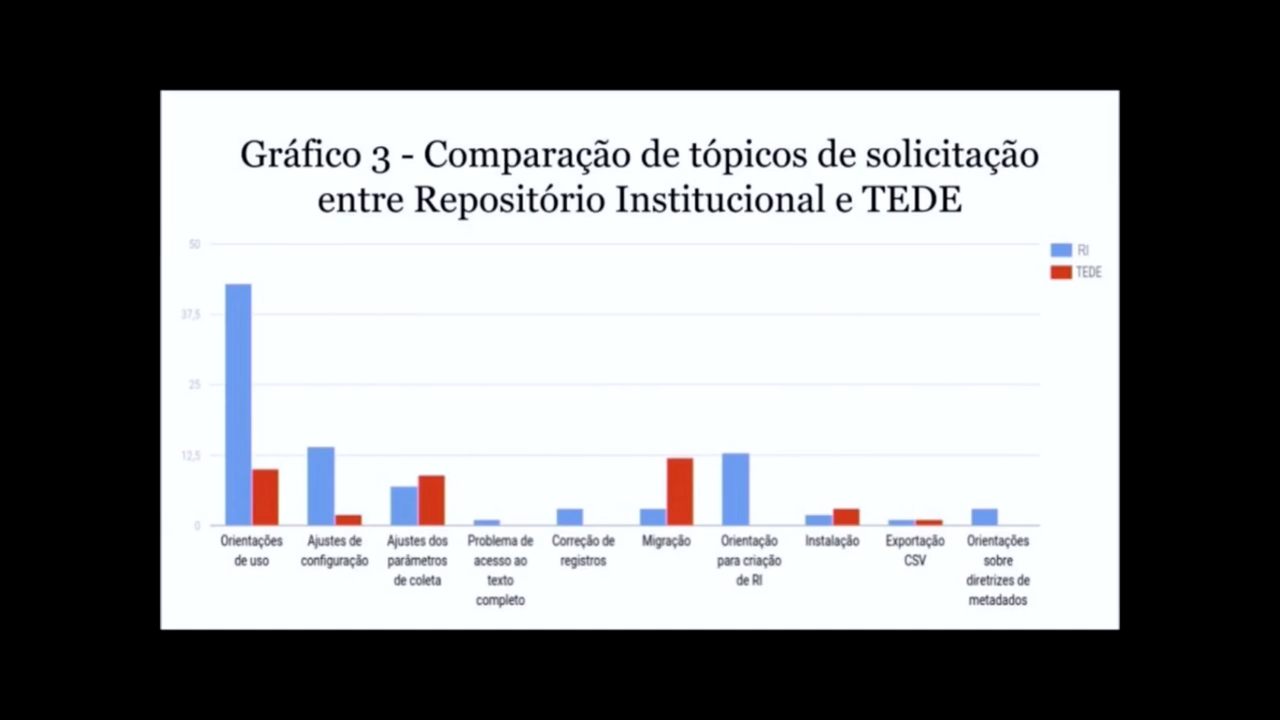 Gráfico 3 - Comparação de tópicos de solicitação
entre Repositório Institucional e TEDE
50
37,5
25
12,5
0
RI
TEDE
Orientações
de uso
Ajustes de
configuração
Ajustes dos
parâmetros
de coleta
Problema de
acesso ao
texto
completo
Correção de
registros
Migração
Orientação
para criação
de RI
Instalação
Exportação
CSV
Orientações
sobre
diretrizes de
metadados